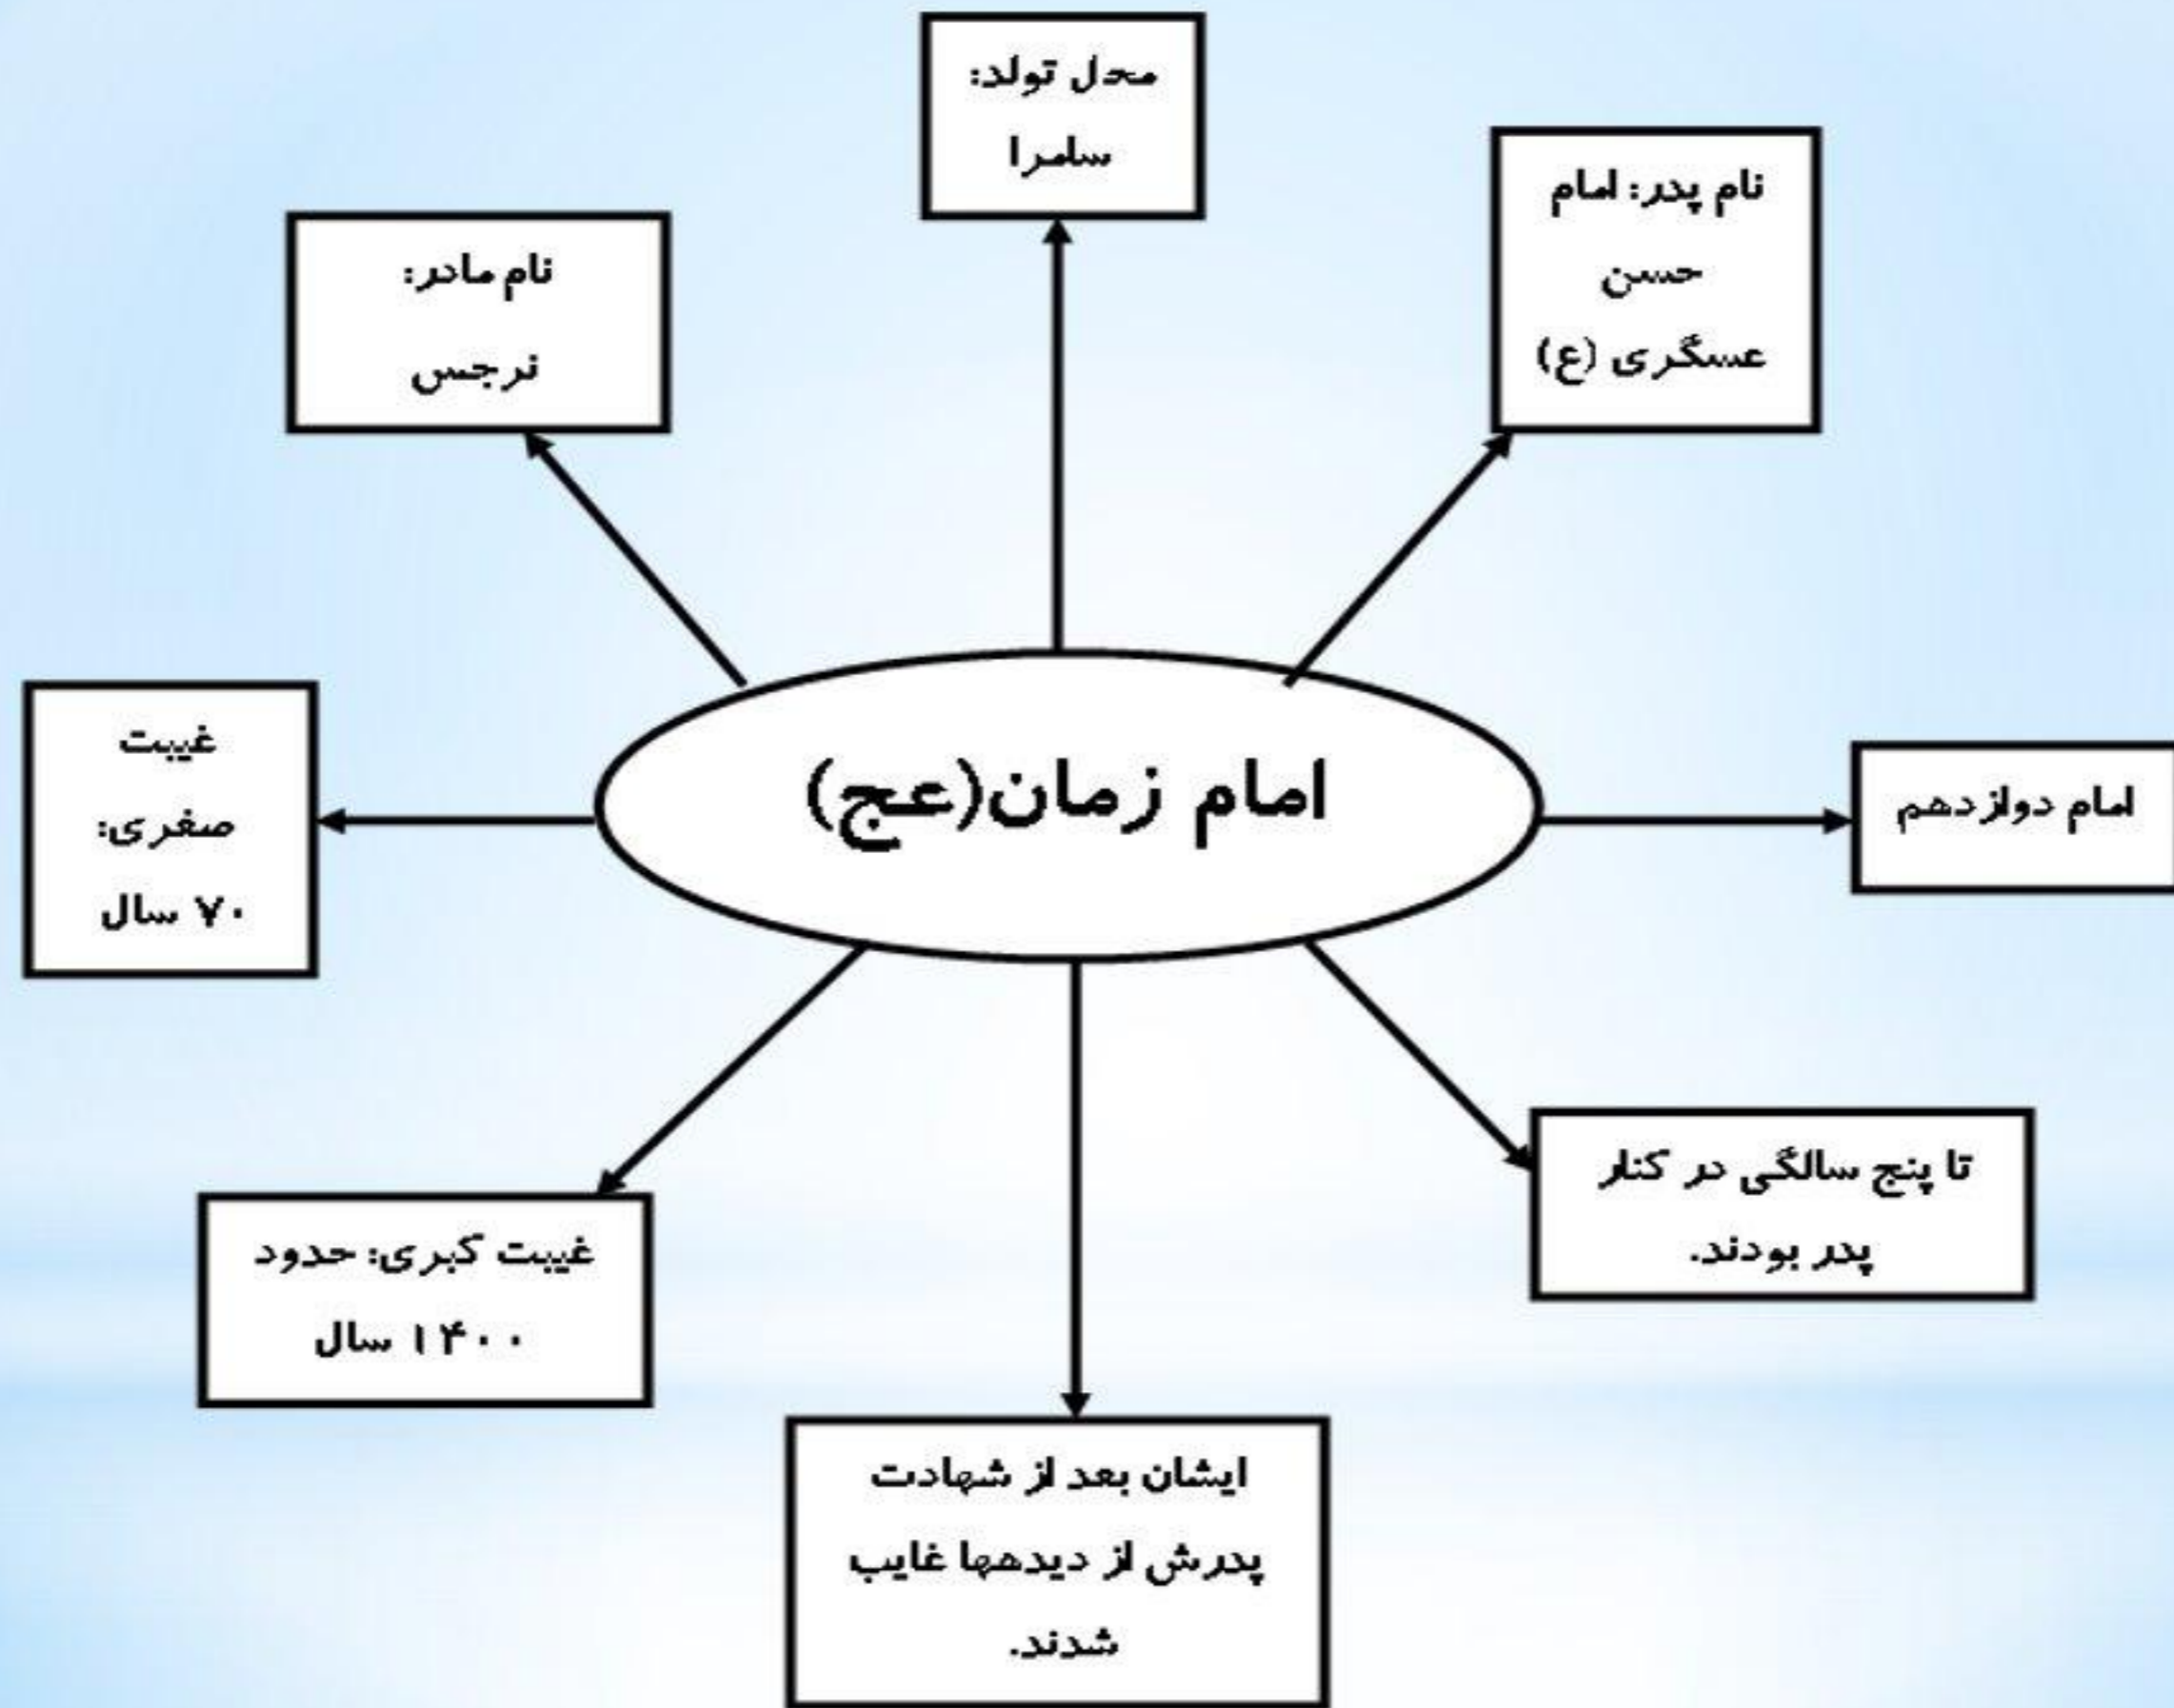 محل تولد:
سامرا
نام پدر: امام
حسن
عسگری (ع)
نام مادر:
نرجس
امام زمان(عج)
امام دوازدهم
غیبت
صغری:
۷۰ سال
تا پنج سالگی در کنار
پدر بودند.
غیبت کبری: حدود
۱۴۰۰ سال
ایشان بعد از شهادت
پدرش از دیدهها غایب
شدند.